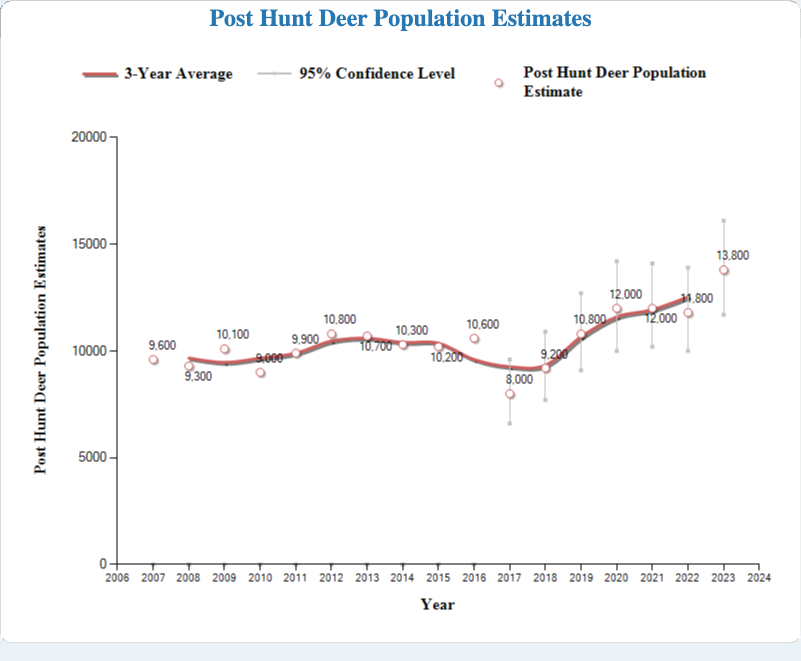 Post Hunt Deer Population Estimates
3-Year Average
95% Confidence Level
Post Hunt Deer Population
Estimate
Post Hunt Deer Population Estimates
20000
15000
10000
5000
0
9,600
9,300
10,100
9,000
9,900
10,800
10,700
10,300
10,200
10,600
8,000
9,200
10,800
12,000
12,000
11,800
13,800
2006 2007 2008 2009 2010 2011 2012 2013 2014 2015 2016 2017 2018 2019 2020 2021 2022 2023 2024
Year